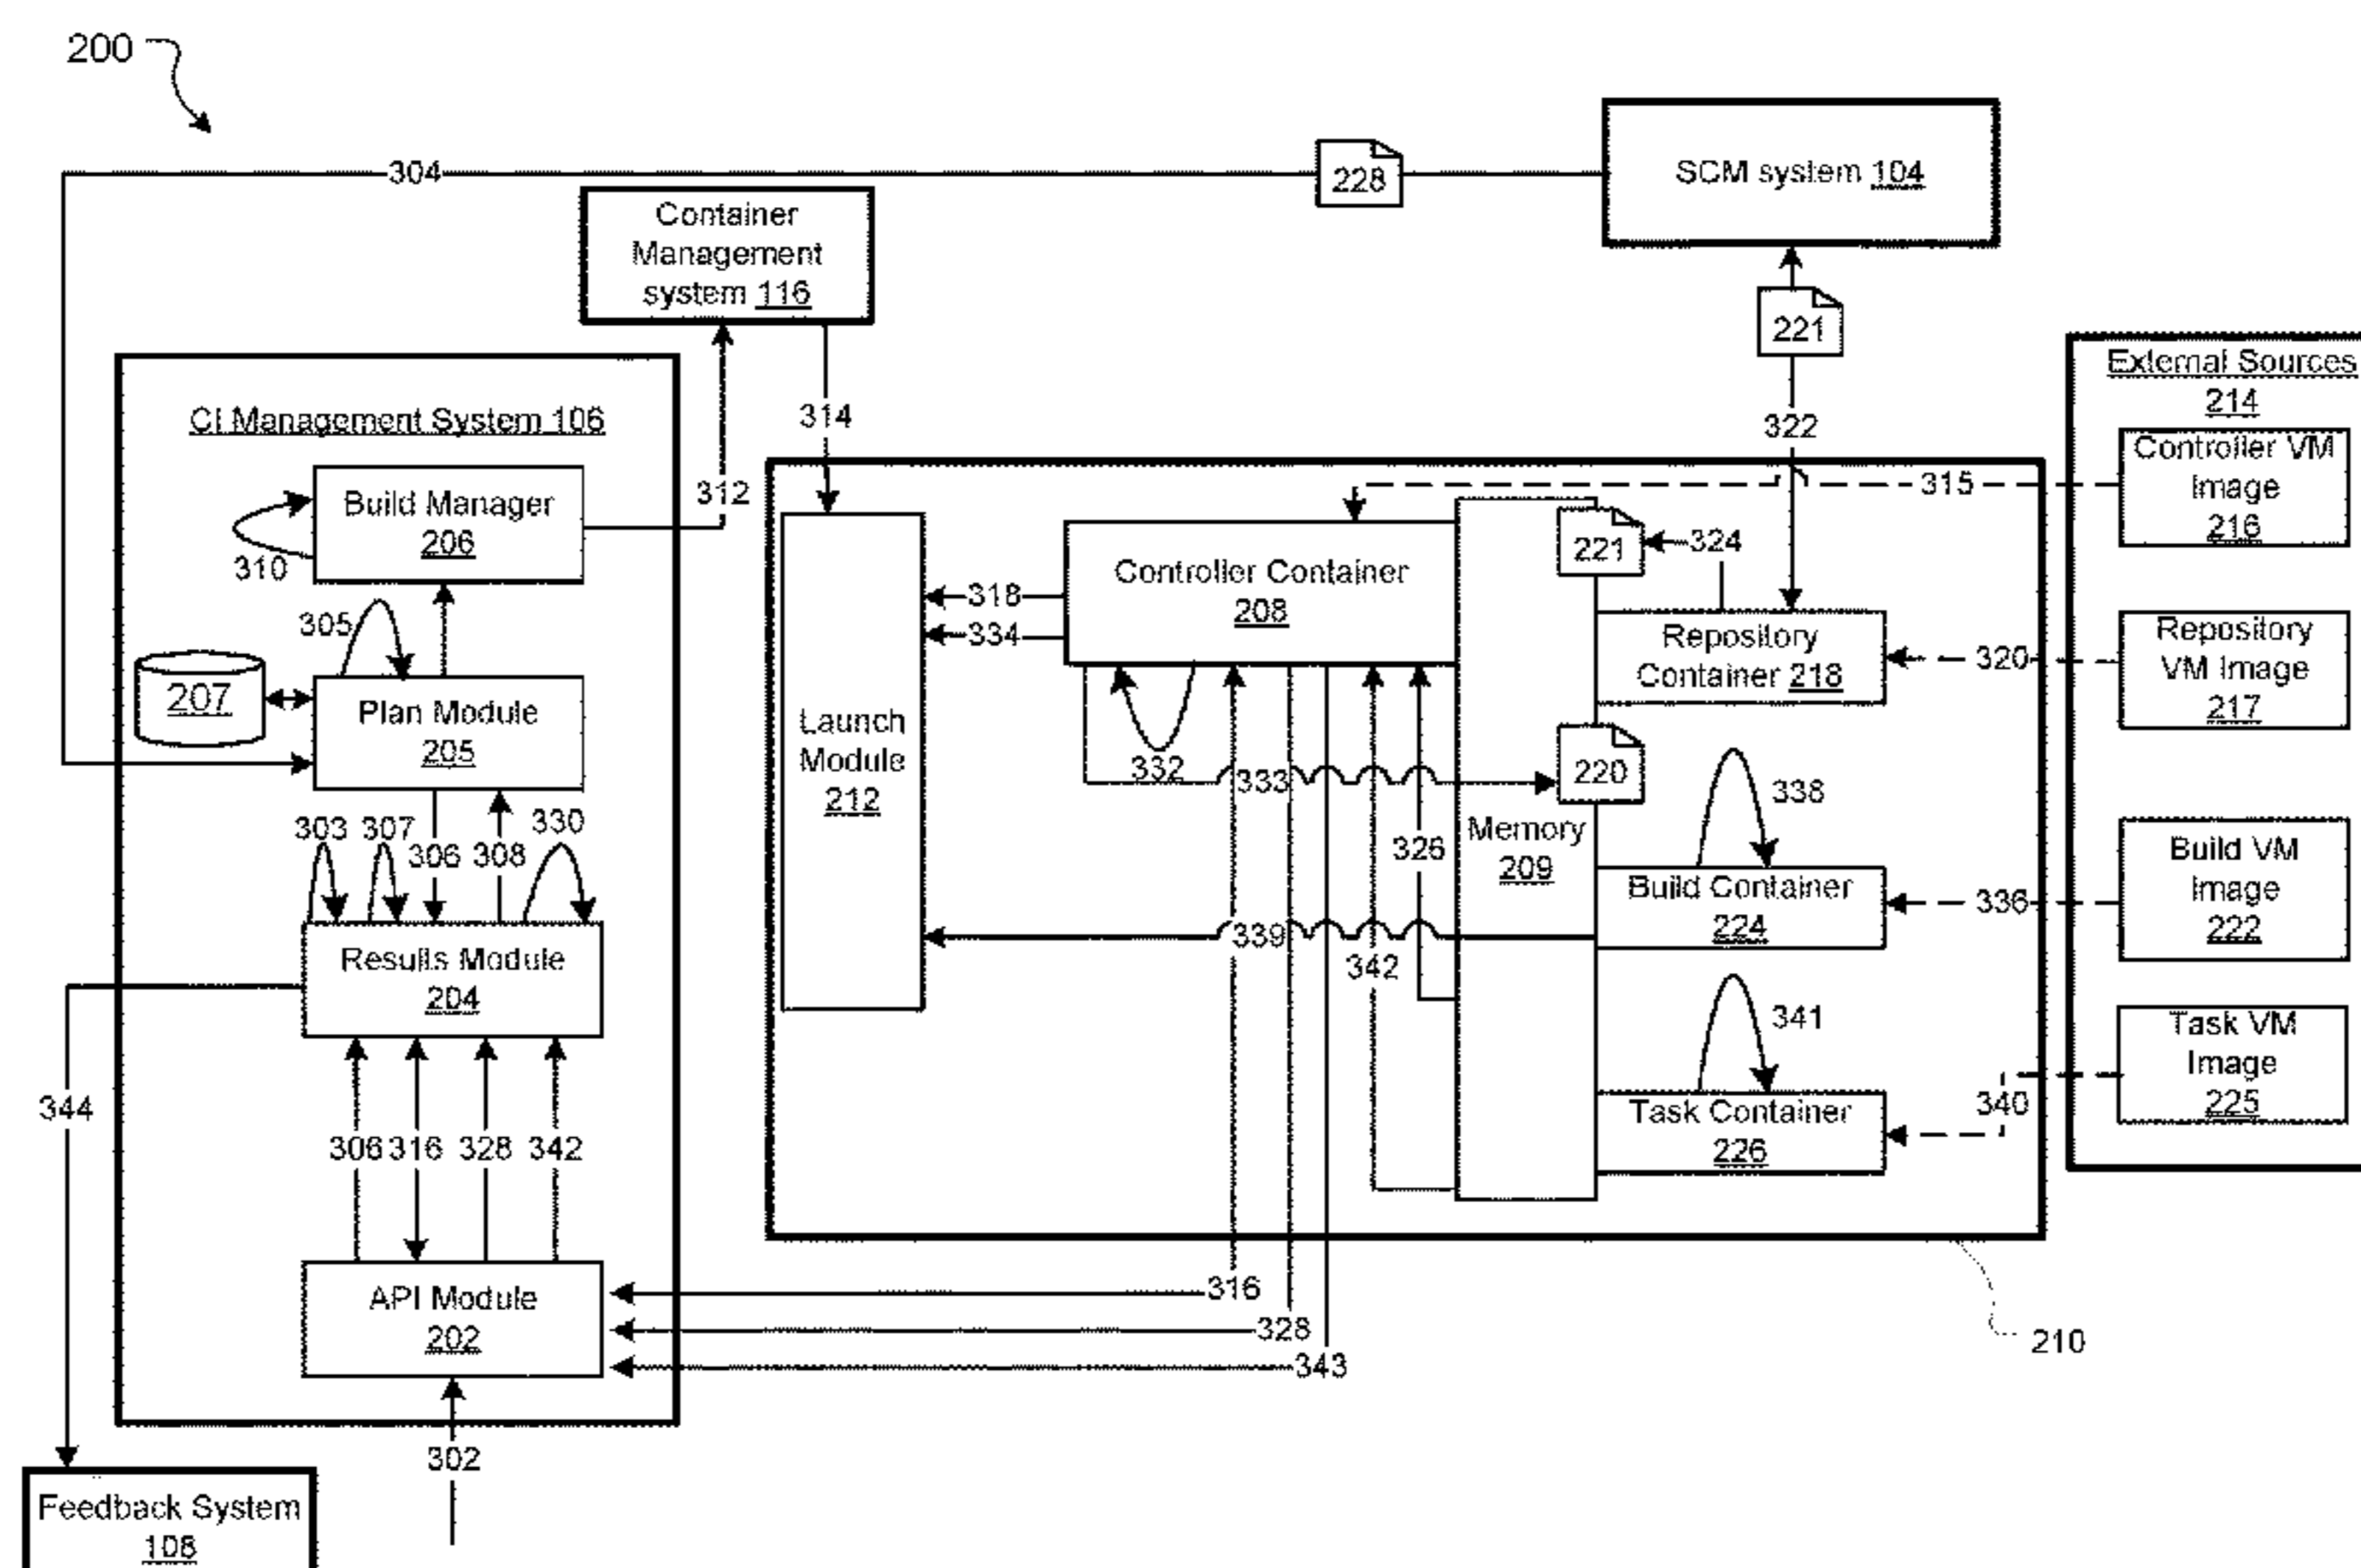 200
304
228
SCM system 104
Container
Management
system 116
221
External Sources
214
314
322
CI Management System 106
Controller VM
Image
216
Build Manager
206
310
312
315
Controller Container
208
221
324
318
334
305
207
Plan Module
205
Repository
Container 218
320
Repository
VM Image
217
Launch
Module
212
332
333
220
338
303
307
306
308
330
326
Memory
209
Build Container
224
336
Build VM
Image
222
Results Module
204
339
342
341
344
306
316
328
342
Task Container
226
340
Task VM
Image
225
API Module
202
316
328
343
210
302
Feedback System
108